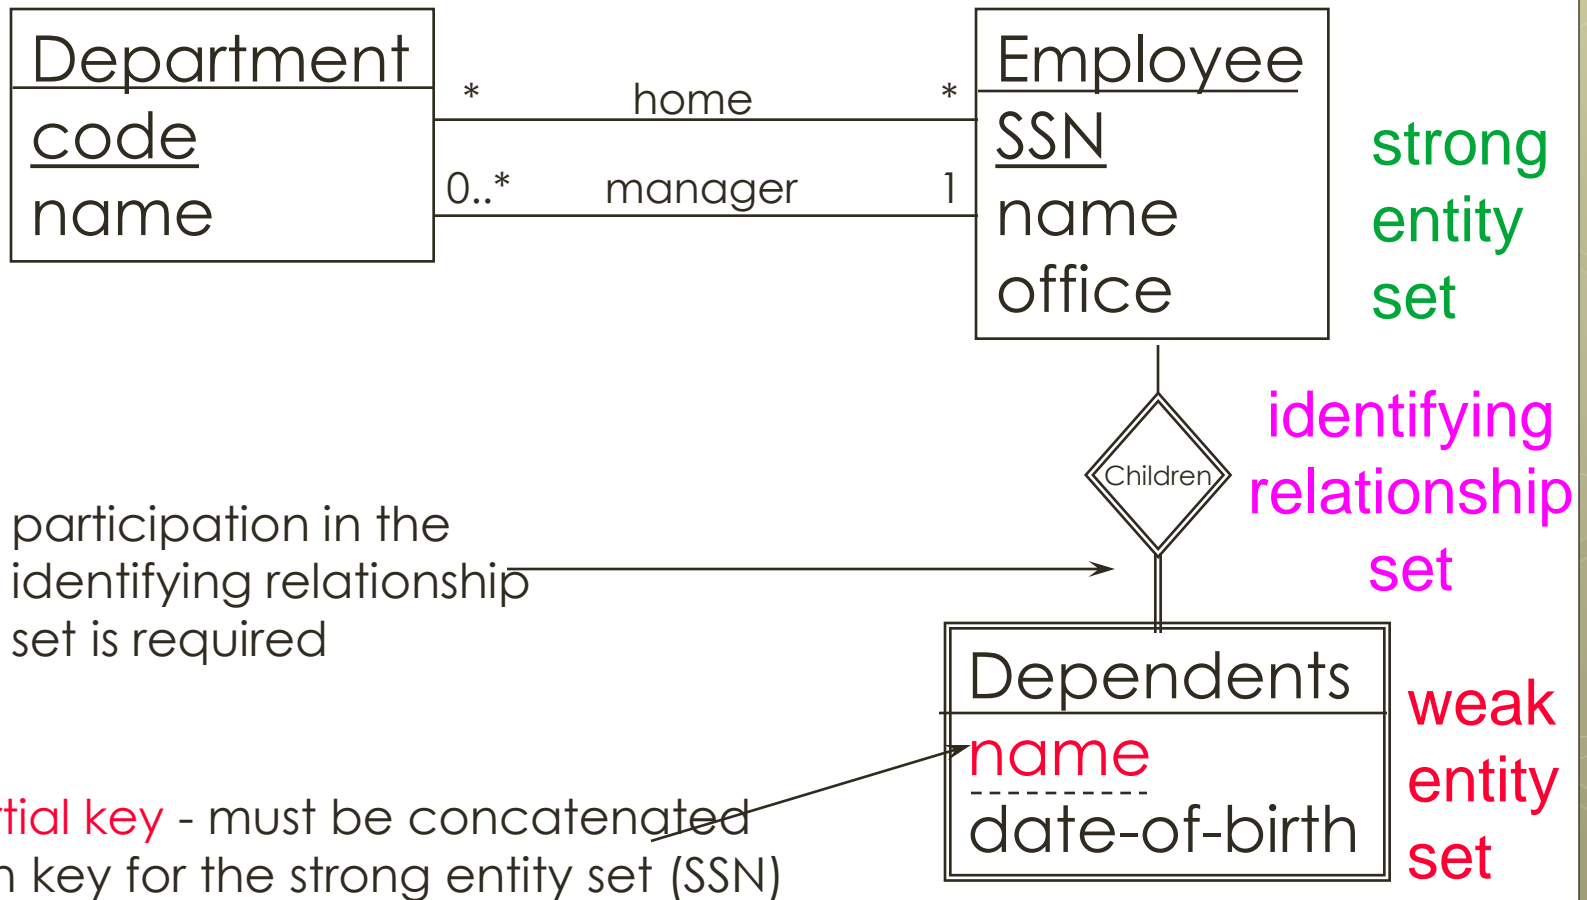 Department
code
name
* home *
0..* manager 1
Employee
SSN
name
office
strong
entity
set
Children
identifying
relationship
set
participation in the
identifying relationship
set is required
Dependents
name
date-of-birth
weak
entity
set
key - must be concatenated
key for the strong entity set (SSN)